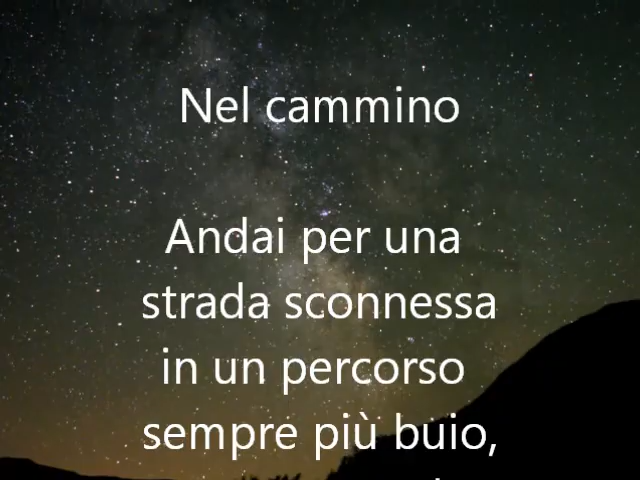 Nel cammino
Andai per una
strada sconnessa
in un percorso
sempre più buio,